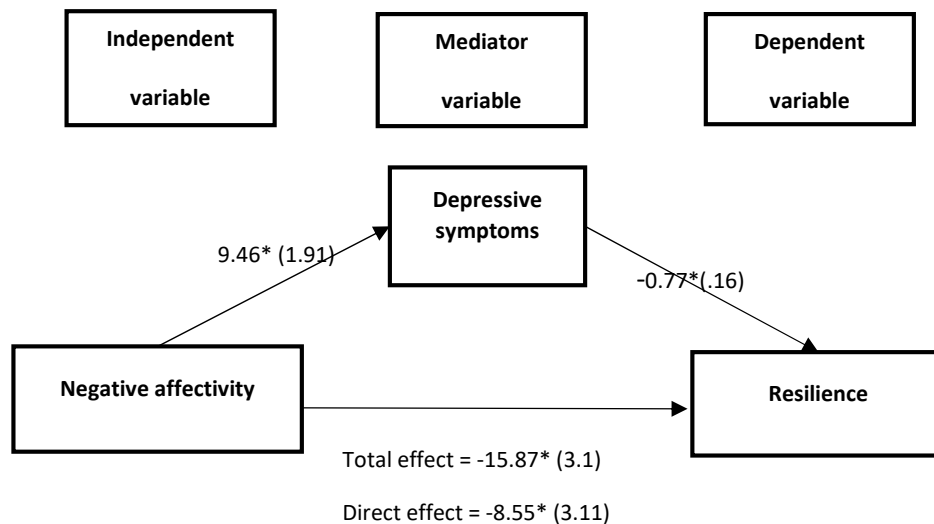 Independent
variable
Mediator
variable
Dependent
variable
Depressive
symptoms
9.46* (1.91)
-0.77*(.16)
Negative affectivity
Resilience
Total effect = -15.87* (3.1)
Direct effect = -8.55* (3.11)